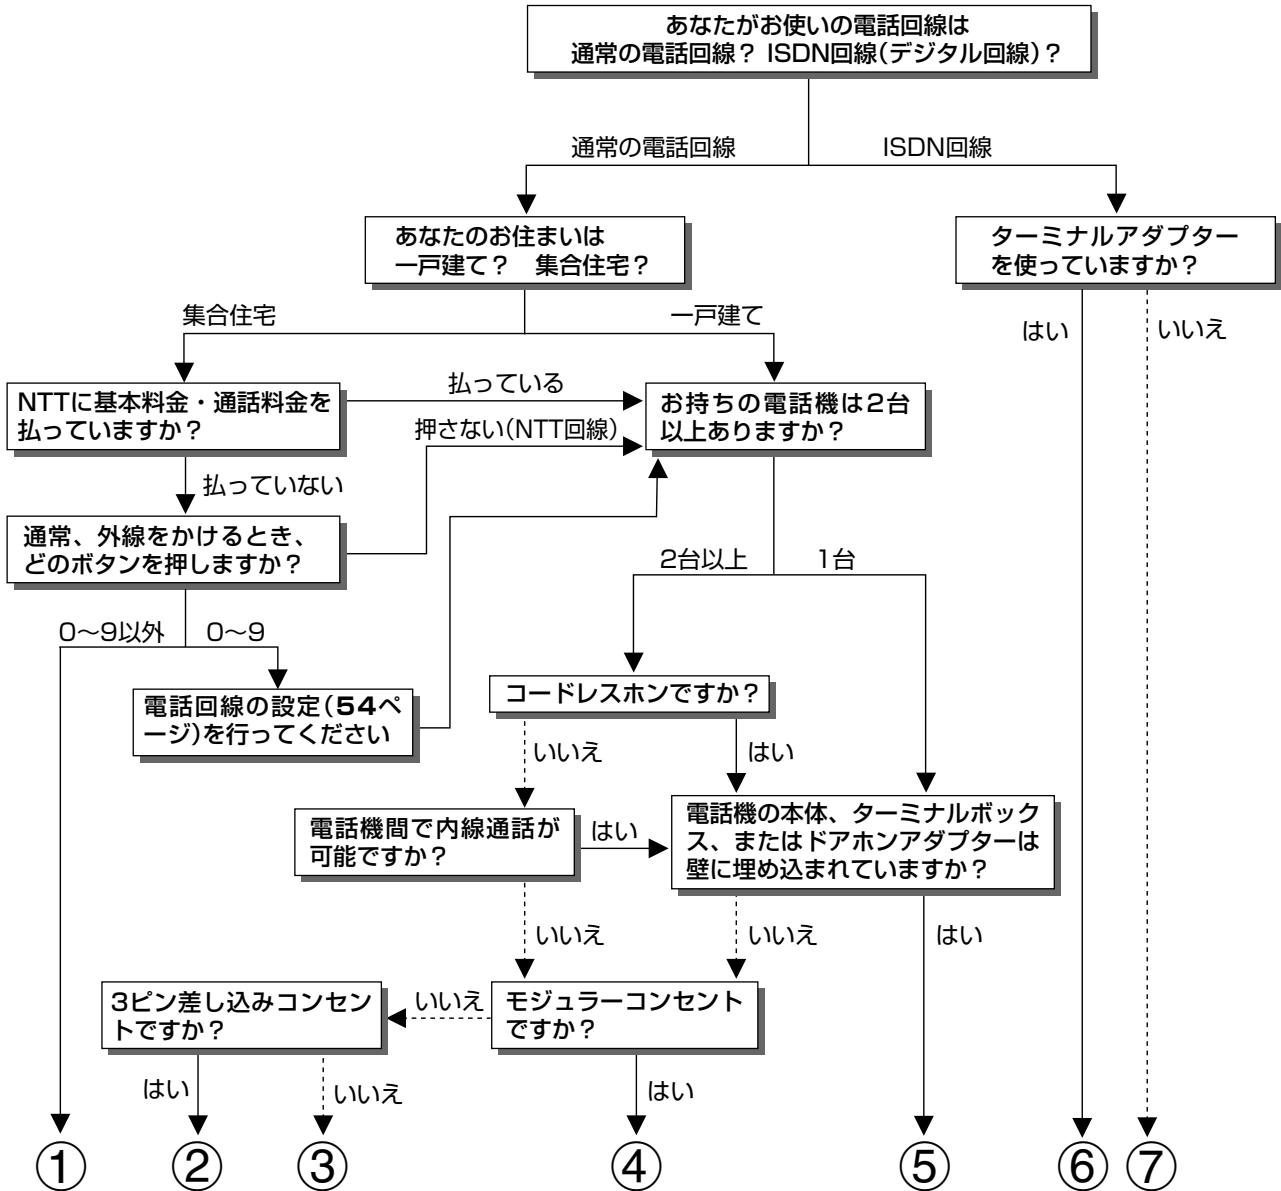 あなたがお使いの電話回線は
通常の電話回線？ ISDN回線（デジタル回線）？
通常の電話回線
ISDN回線
あなたのお住まいは
一戸建て？　集合住宅？
ターミナルアダプター
を使っていますか？
集合住宅
一戸建て
はい
いいえ
NTTに基本料金・通話料金を
払っていますか？
払っている
お持ちの電話機は2台
以上ありますか？
押さない（NTT回線）
払っていない
通常、外線をかけるとき、
どのボタンを押しますか？
2台以上
1台
0～9以外
0～9
電話回線の設定（54ペ
ージ）を行ってください
コードレスホンですか？
いいえ
はい
電話機間で内線通話が
可能ですか？
はい
電話機の本体、ターミナルボック
ス、またはドアホンアダプターは
壁に埋め込まれていますか？
いいえ
いいえ
はい
3ピン差し込みコンセン
トですか？
いいえ
モジュラーコンセント
ですか？
はい
いいえ
はい
①
②
③
④
⑤
⑥
⑦